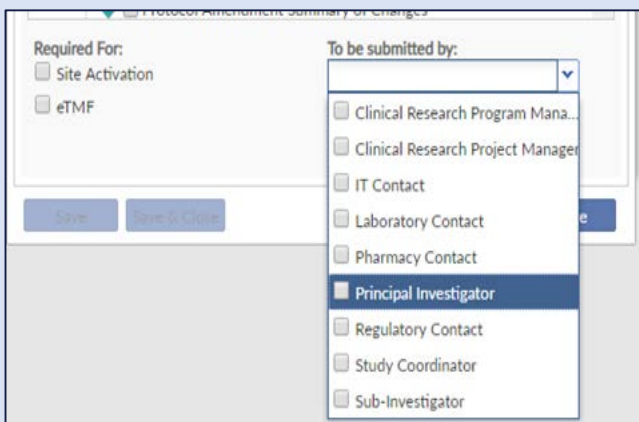 Protocol Amendment Summary of Changes
Required For:
To be submitted by:
Site Activation
eTMF
Clinical Research Program Mana...
Clinical Research Project Manager
IT Contact
Laboratory Contact
Pharmacy Contact
Principal Investigator
Regulatory Contact
Study Coordinator
Sub-Investigator
Save
Save & Close
e